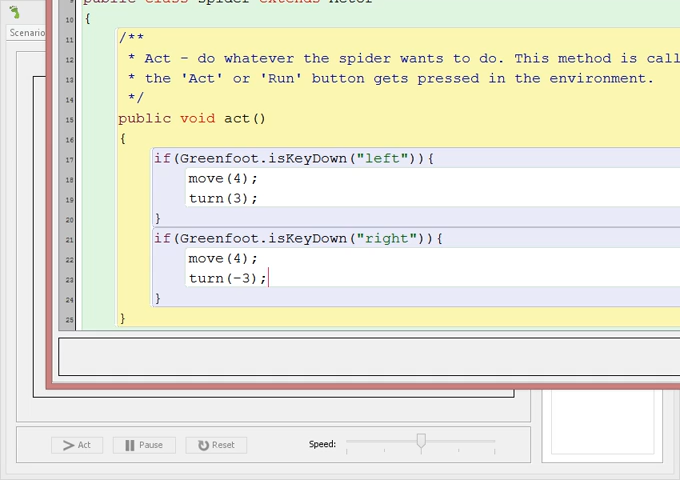 9 public class Spider extends Actor
10 {
11 /**
12 * Act - do whatever the spider wants to do. This method is call
13 * the 'Act' or 'Run' button gets pressed in the environment.
14 */
15 public void act()
16 {
17 if(Greenfoot.isKeyDown("left")){
18 move(4);
19 turn(3);
20 }
21 if(Greenfoot.isKeyDown("right")){
22 move(4);
23 turn(-3);
24 }
25 }
Scenario
Act
Pause
Reset
Speed: